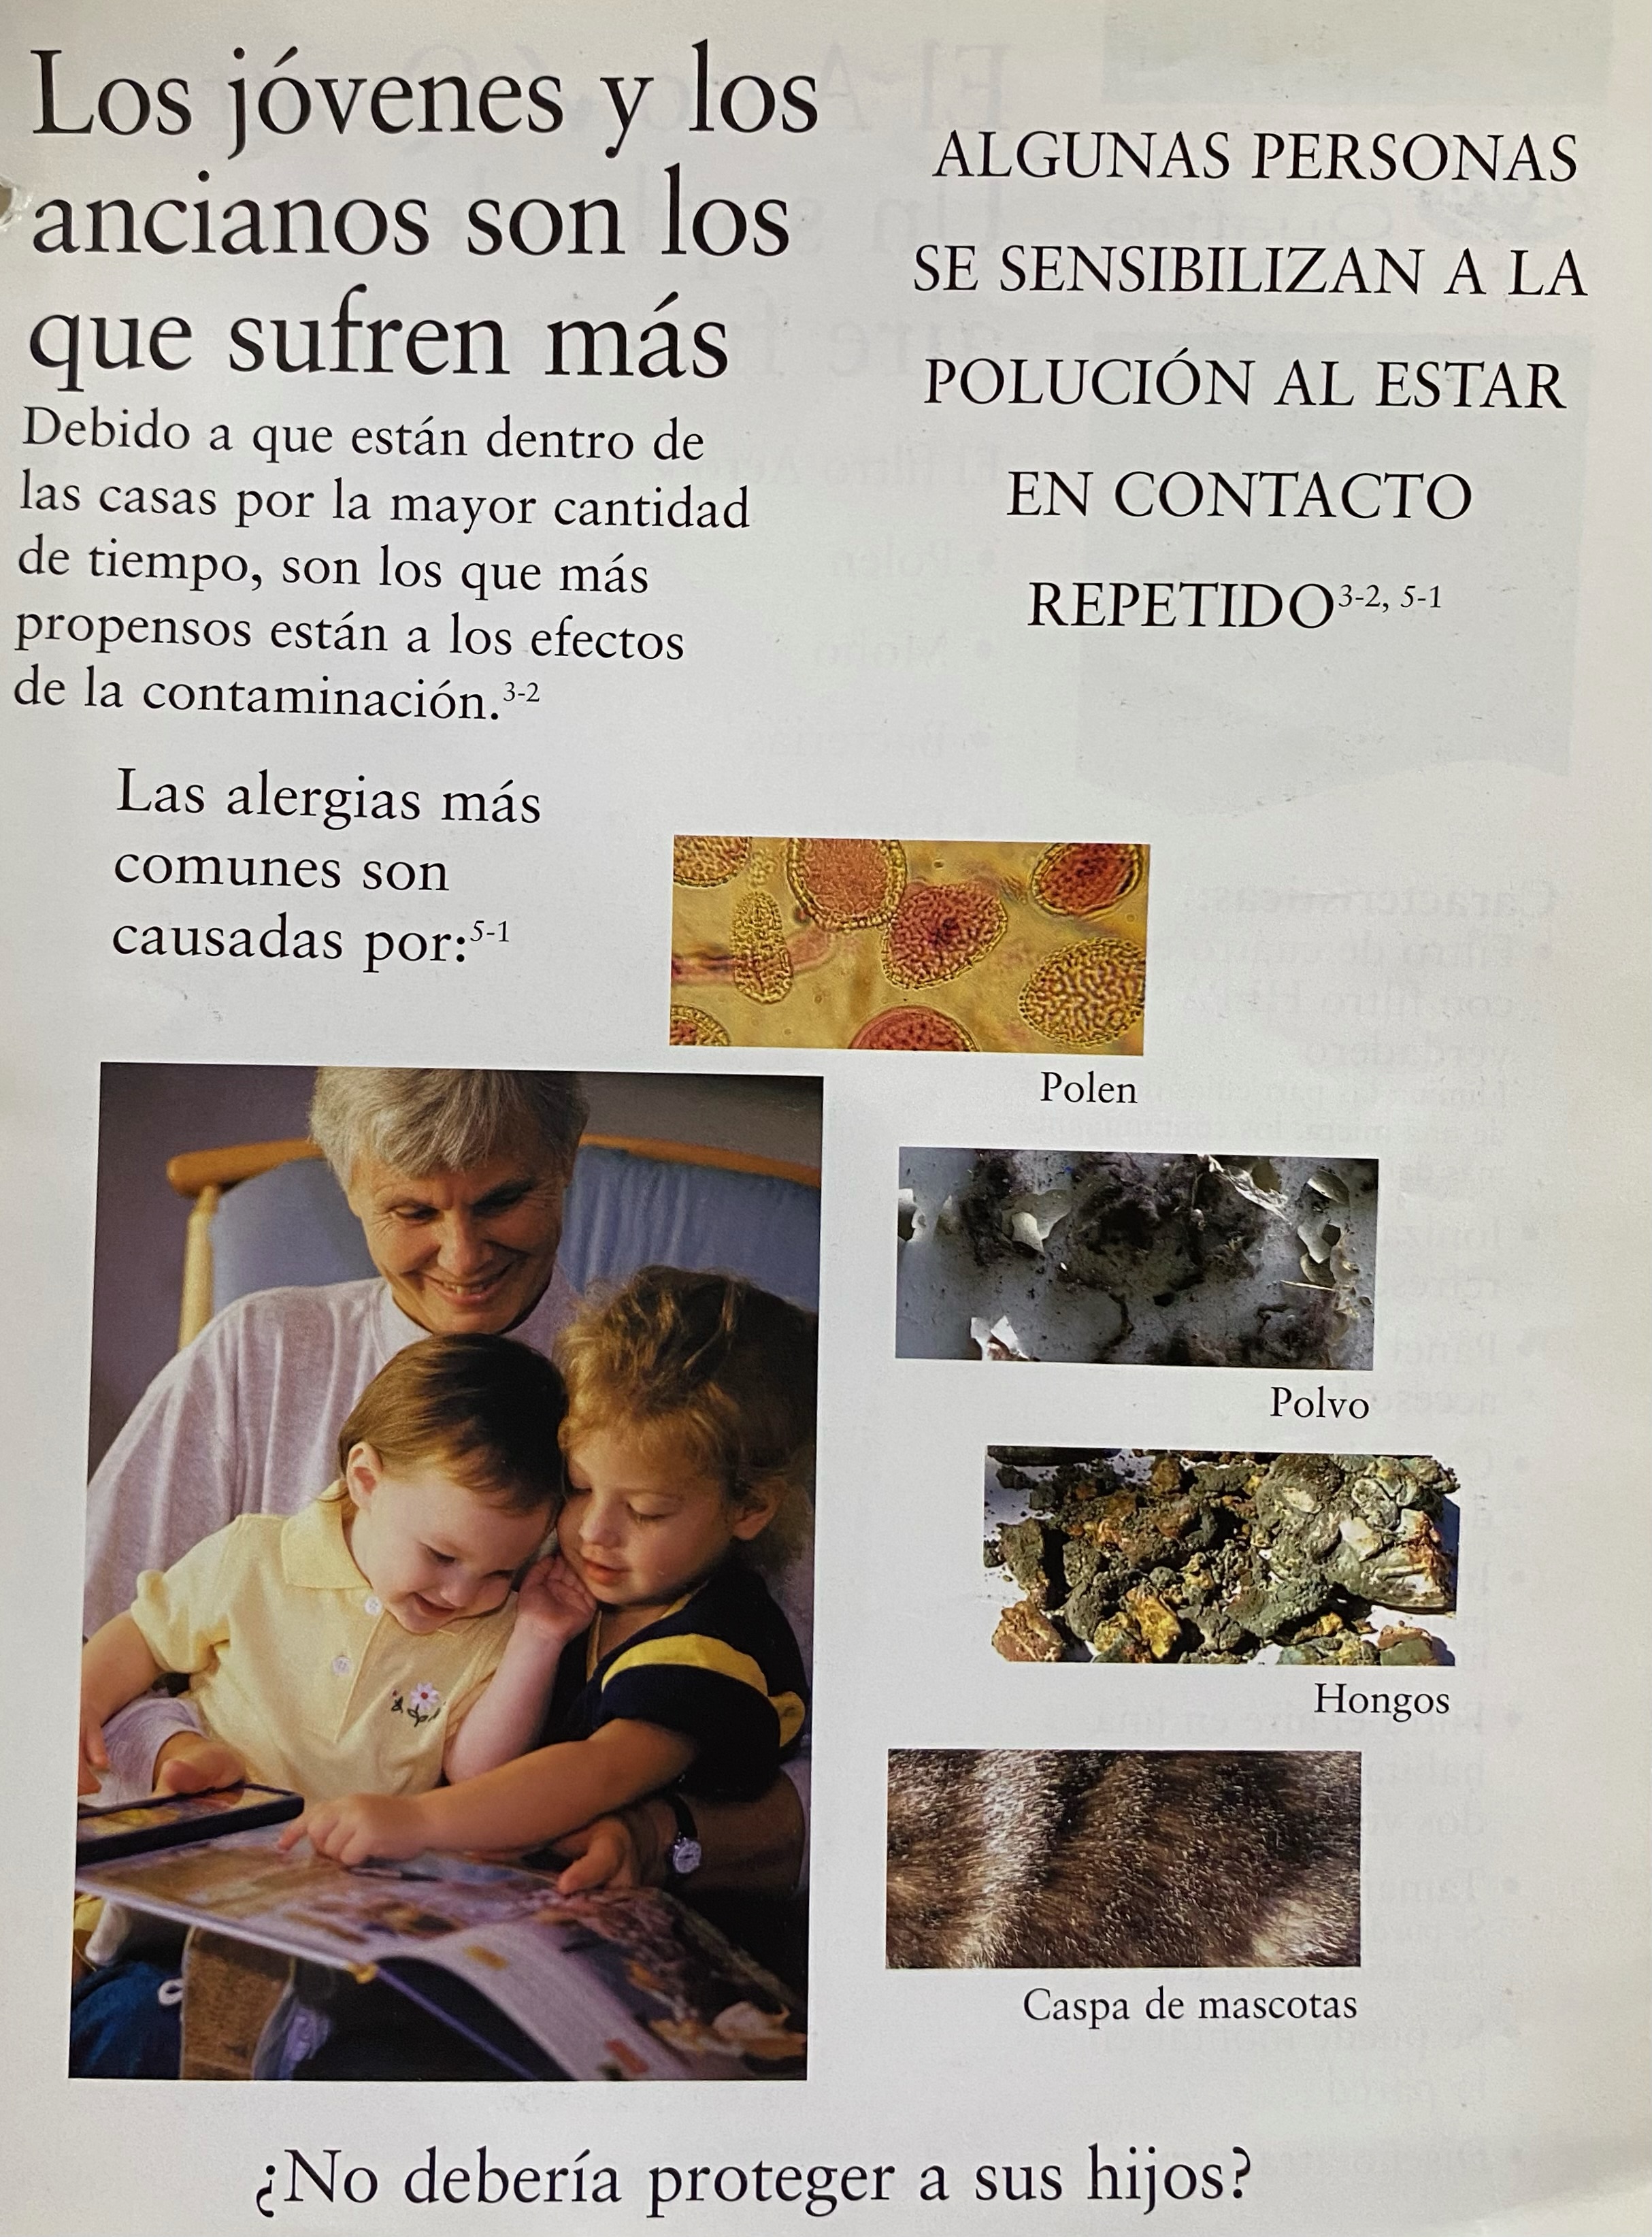 Los jóvenes y los
ancianos son los
que sufren más
Debido a que están dentro de
las casas por la mayor cantidad
de tiempo, son los que más
propensos están a los efectos
de la contaminación.3-2
ALGUNAS PERSONAS
SE SENSIBILIZAN A LA
POLUCIÓN AL ESTAR
EN CONTACTO
REPETIDO3-2, 5-1
Las alergias más
comunes son
causadas por:5-1
Polen
Polvo
Hongos
Caspa de mascotas
¿No debería proteger a sus hijos?